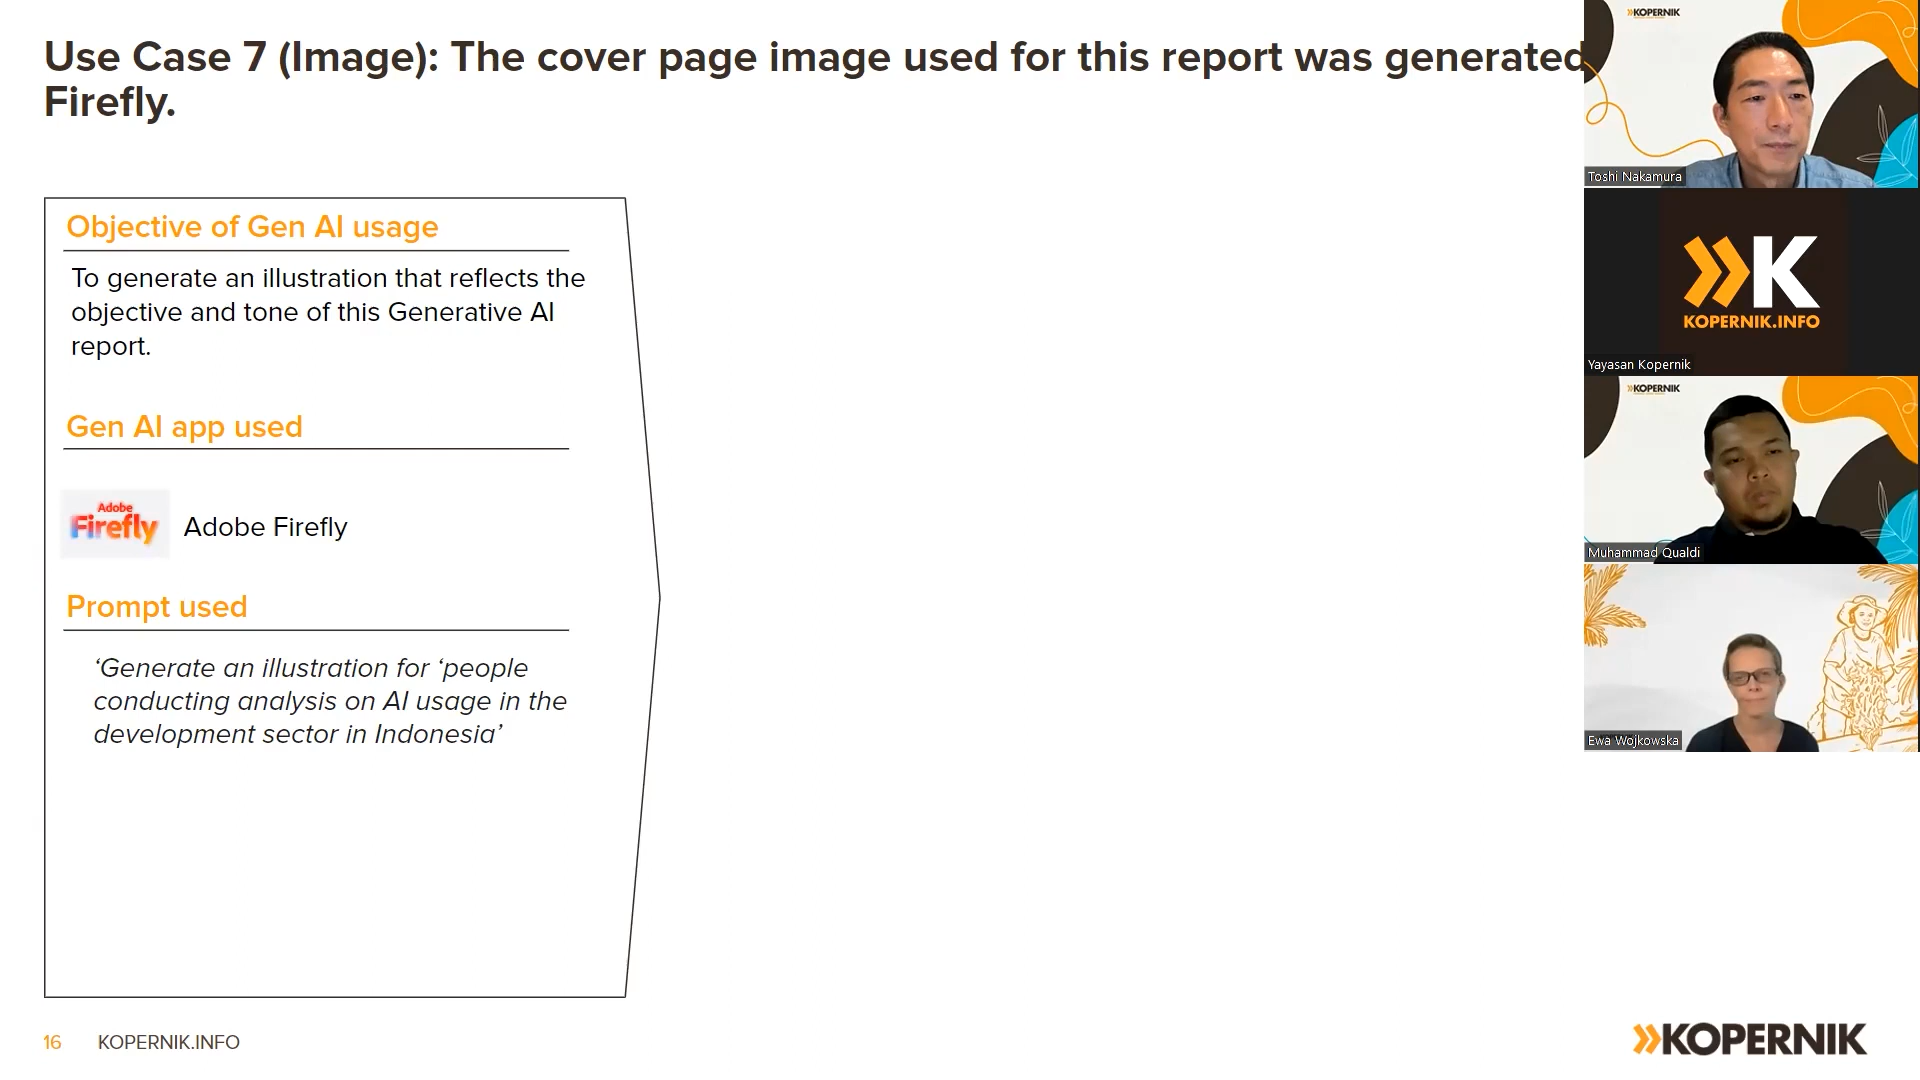 Use Case 7 (Image): The cover page image used for this report was generated
Firefly.
Objective of Gen AI usage
To generate an illustration that reflects the
objective and tone of this Generative AI
report.
Gen AI app used
Adobe
Firefly
Adobe Firefly
Prompt used
‘Generate an illustration for ‘people
conducting analysis on AI usage in the
development sector in Indonesia’
16
KOPERNIK.INFO
KOPERNIK
KOPERNIK
Toshi Nakamura
K
KOPERNIK.INFO
Yayasan Kopernik
KOPERNIK
Muhammad Qualdi
Ewa Wojkowska